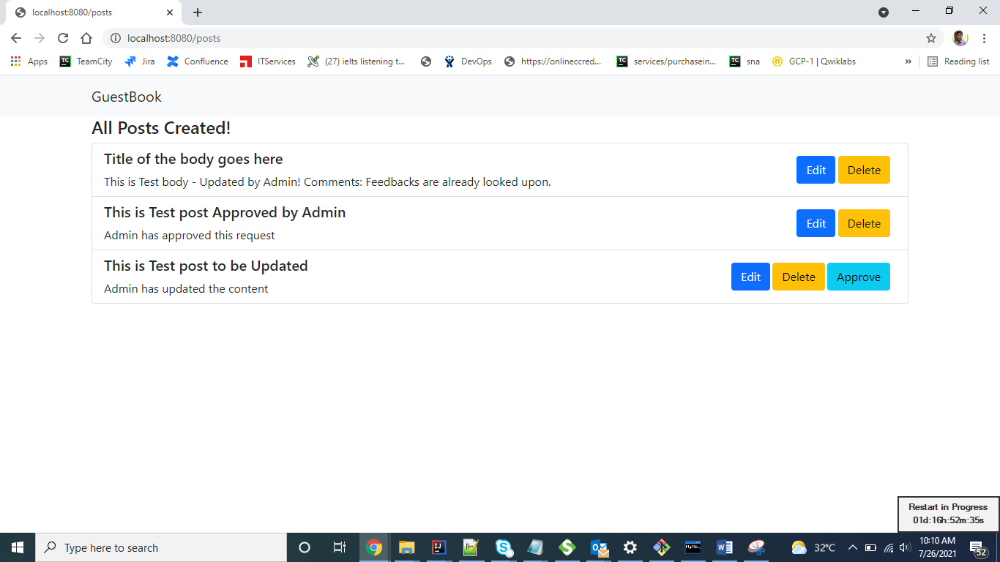 localhost:8080/posts
localhost:8080/posts
Apps TeamCity Jira Confluence ITServices (27) ielts listening t... DevOps https://onlineccred... services/purchasein... sna GCP-1 | Qwiklabs » Reading list
GuestBook
All Posts Created!
Title of the body goes here
This is Test body - Updated by Admin! Comments: Feedbacks are already looked upon.
Edit Delete
This is Test post Approved by Admin
Admin has approved this request
Edit Delete
This is Test post to be Updated
Admin has updated the content
Edit Delete Approve
Restart in Progress
01d:16h:52m:35s
Type here to search
32°C
10:10 AM
7/26/2021
52